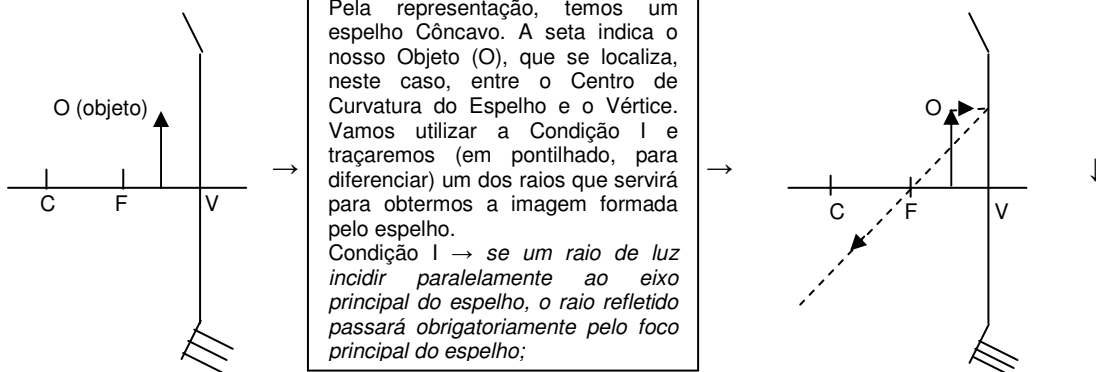 O (objeto)
C
F
V
→
Pela representação, temos um
espelho Côncavo. A seta indica o
nosso Objeto (O), que se localiza,
neste caso, entre o Centro de
Curvatura do Espelho e o Vértice.
Vamos utilizar a Condição I e
traçaremos (em pontilhado, para
diferenciar) um dos raios que servirá
para obtermos a imagem formada
pelo espelho.
Condição I → se um raio de luz
incidir paralelamente ao eixo
principal do espelho, o raio refletido
passará obrigatoriamente pelo foco
principal do espelho;
→
O
C
F
V